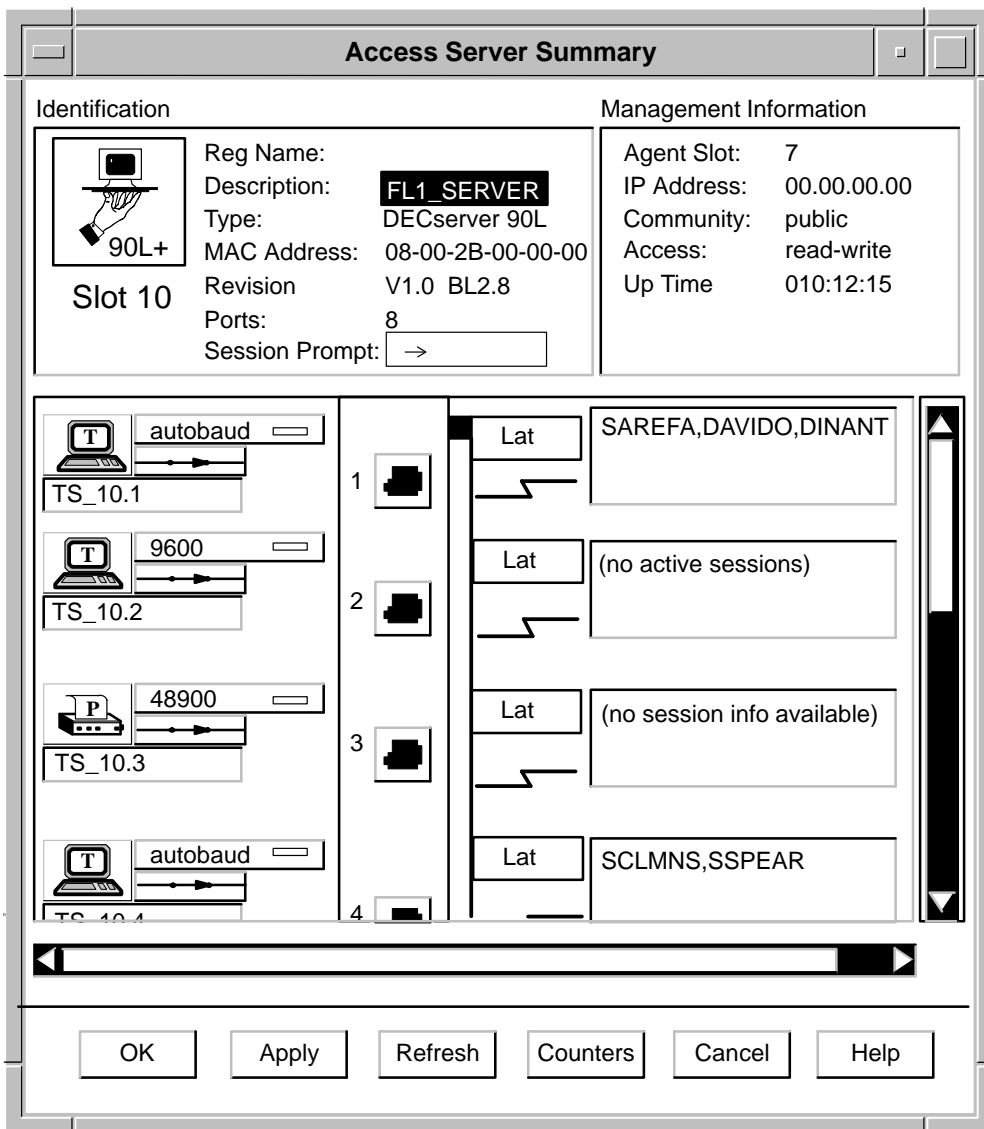 Access Server Summary
Identification
Management Information
90L+
Slot 10
Reg Name:
Description: FL1_SERVER
Type: DECserver 90L
MAC Address: 08-00-2B-00-00-00
Revision V1.0 BL2.8
Ports: 8
Session Prompt: →
Agent Slot: 7
IP Address: 00.00.00.00
Community: public
Access: read-write
Up Time 010:12:15
T autobaud
TS_10.1
1
Lat
SAREFA,DAVIDO,DINANT
T 9600
TS_10.2
2
Lat
(no active sessions)
P 48900
TS_10.3
3
Lat
(no session info available)
T autobaud
TS_10.4
4
Lat
SCLMNS,SSPEAR
OK Apply Refresh Counters Cancel Help